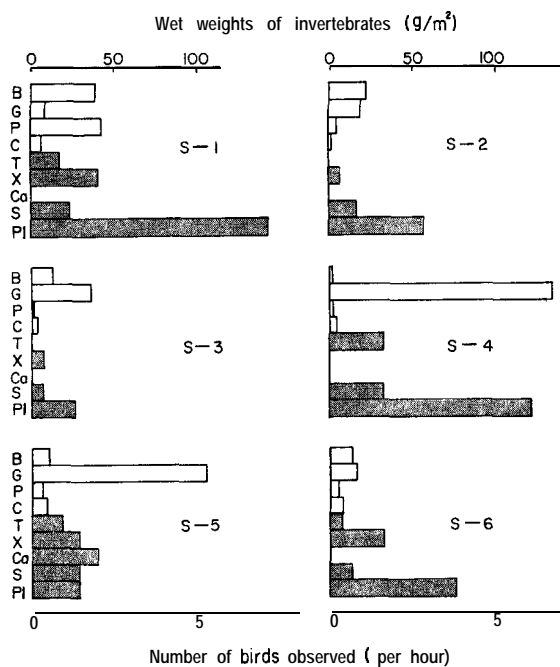 Wet weights of invertebrates (g/m²)
0 50 100
0 50 100
B
G
P
C
T
X
Ca
S
Pl
S-1
S-2
B
G
P
C
T
X
Ca
S
Pl
S-3
S-4
B
G
P
C
T
X
Ca
S
Pl
S-5
S-6
0 5
0 5
Number of birds observed ( per hour)